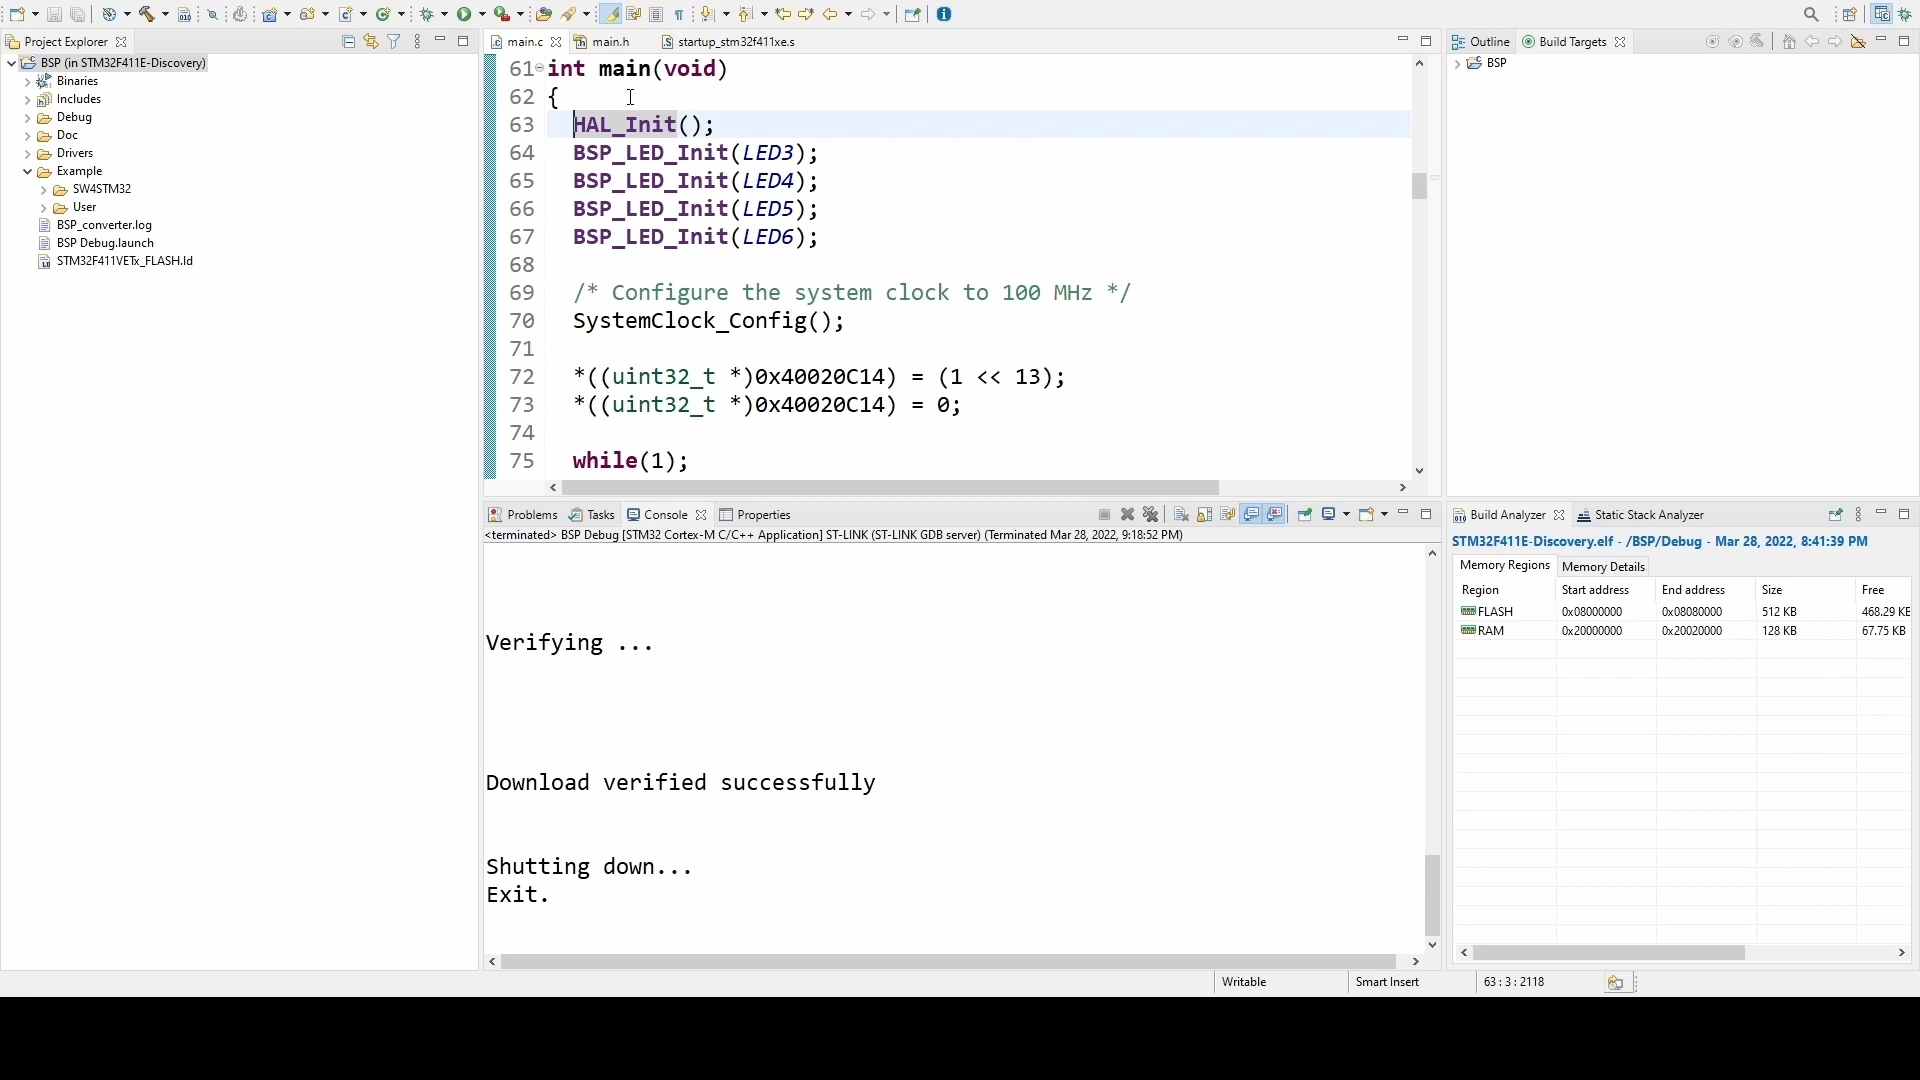 Project Explorer
BSP (in STM32F411E-Discovery)
Binaries
Includes
Debug
Doc
Drivers
Example
SW4STM32
User
BSP_converter.log
BSP Debug.launch
STM32F411VETx_FLASH.ld
main.c main.h startup_stm32f411xe.s
61 int main(void)
62 {
63 HAL_Init();
64 BSP_LED_Init(LED3);
65 BSP_LED_Init(LED4);
66 BSP_LED_Init(LED5);
67 BSP_LED_Init(LED6);
68
69 /* Configure the system clock to 100 MHz */
70 SystemClock_Config();
71
72 *((uint32_t *)0x40020C14) = (1 << 13);
73 *((uint32_t *)0x40020C14) = 0;
74
75 while(1);
Outline Build Targets
BSP
Problems Tasks Console Properties
<terminated> BSP Debug [STM32 Cortex-M C/C++ Application] ST-LINK (ST-LINK GDB server) (Terminated Mar 28, 2022, 9:18:52 PM)
Verifying ...
Download verified successfully
Shutting down...
Exit.
Build Analyzer Static Stack Analyzer
STM32F411E-Discovery.elf - /BSP/Debug - Mar 28, 2022, 8:41:39 PM
Memory Regions Memory Details
Region Start address End address Size Free
FLASH 0x08000000 0x08080000 512 KB 468.29 KB
RAM 0x20000000 0x20020000 128 KB 67.75 KB
Writable Smart Insert 63 : 3 : 2118